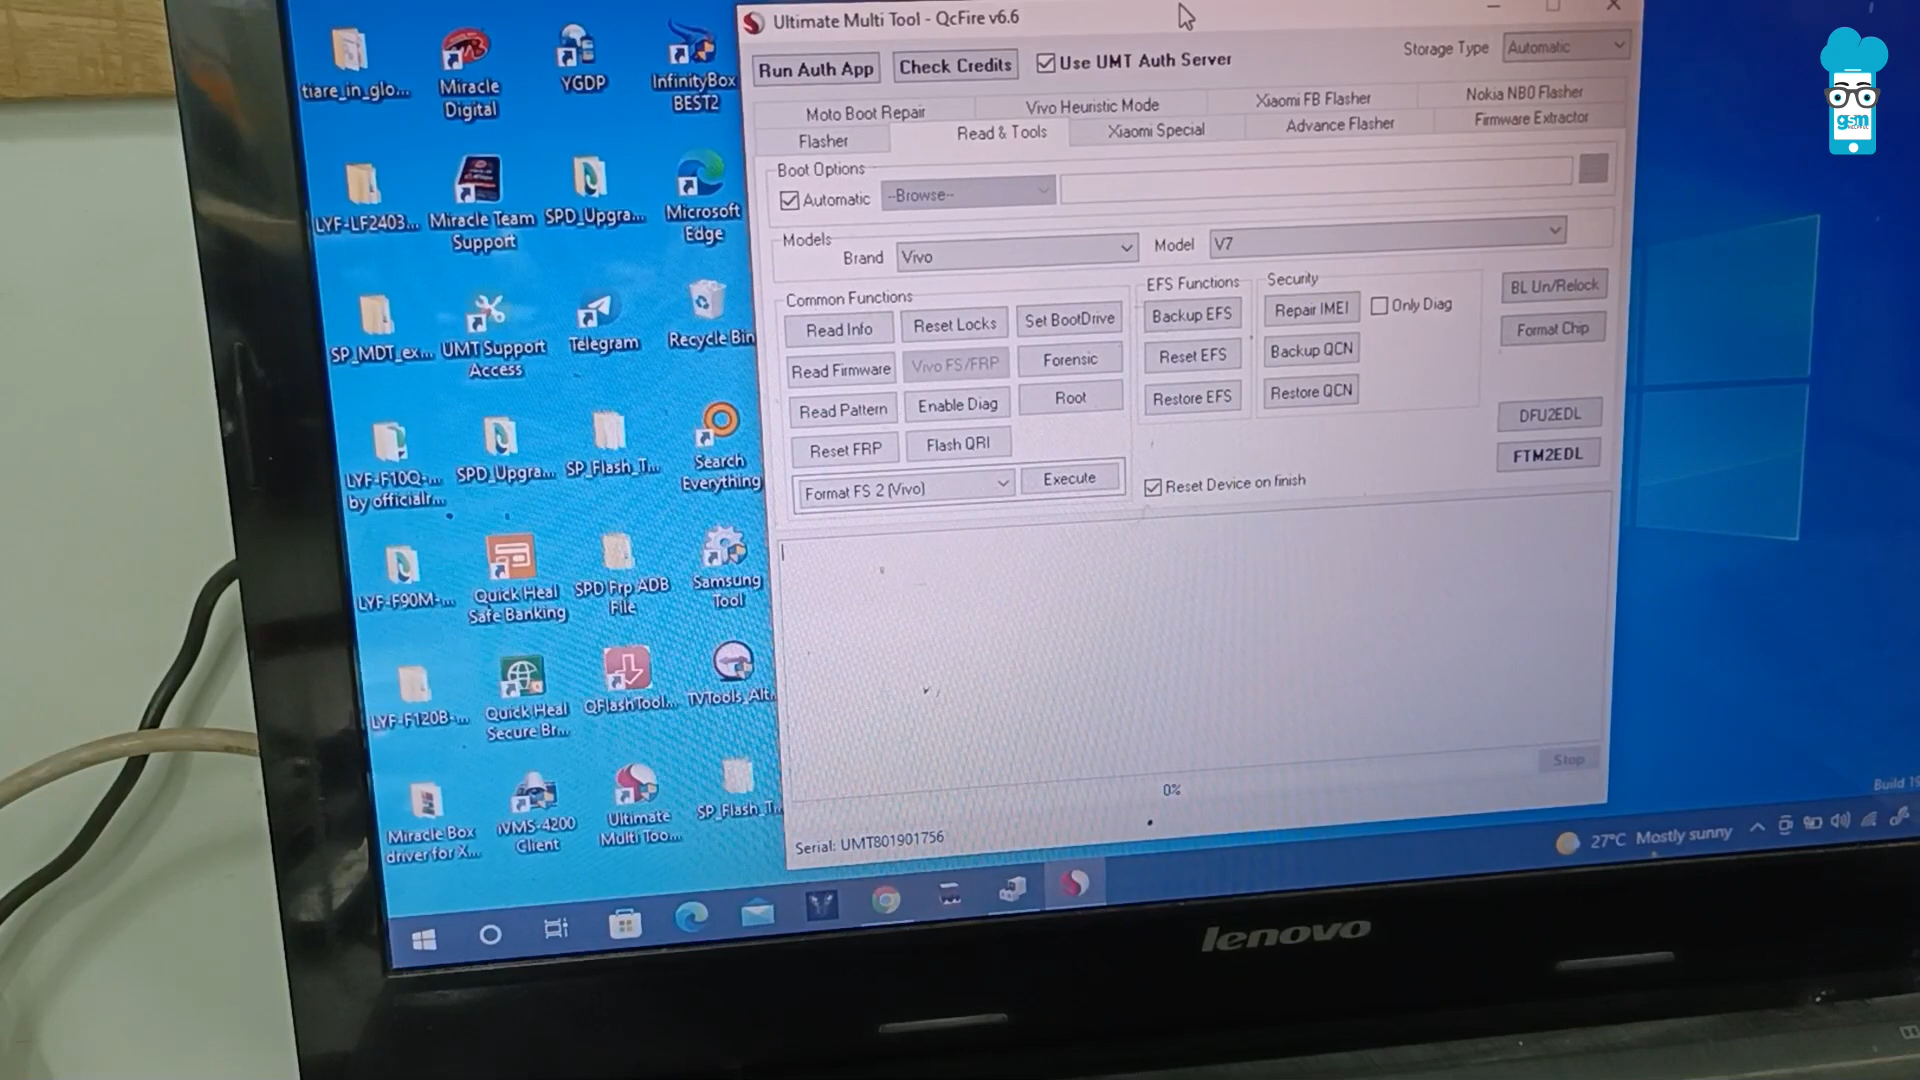 Ultimate Multi Tool - QcFire v6.6
Run Auth App
Check Credits
Use UMT Auth Server
Storage Type
Automatic
Moto Boot Repair
Vivo Heuristic Mode
Xiaomi FB Flasher
Nokia NB0 Flasher
Flasher
Read & Tools
Xiaomi Special
Advance Flasher
Firmware Extractor
Boot Options
Automatic
--Browse--
Models
Brand
Vivo
Model
V7
Common Functions
Read Info
Reset Locks
Set BootDrive
Read Firmware
Vivo FS/FRP
Forensic
Read Pattern
Enable Diag
Root
Reset FRP
Flash QRI
Format FS 2 (Vivo)
Execute
EFS Functions
Backup EFS
Reset EFS
Restore EFS
Security
Repair IMEI
Only Diag
Backup QCN
Restore QCN
BL Un/Relock
Format Chip
DFU2EDL
FTM2EDL
Reset Device on finish
Stop
0%
Serial: UMT801901756
tiare_in_glo...
Miracle
Digital
YGDP
InfinityBox
BEST2
LYF-LF2403...
Miracle Team
Support
SPD_Upgra...
Microsoft
Edge
SP_MDT_ex...
UMT Support
Access
Telegram
Recycle Bin
LYF-F10Q-...
by officialr...
SPD_Upgra...
SP_Flash_T...
Search
Everything
LYF-F90M-...
Quick Heal
Safe Banking
SPD Frp ADB
File
Samsung
Tool
LYF-F120B-...
Quick Heal
Secure Br...
QFlashTool...
TVTools_Alt...
Miracle Box
driver for X...
iVMS-4200
Client
Ultimate
Multi Too...
SP_Flash_T...
Build 19
27°C Mostly sunny
lenovo
gsm